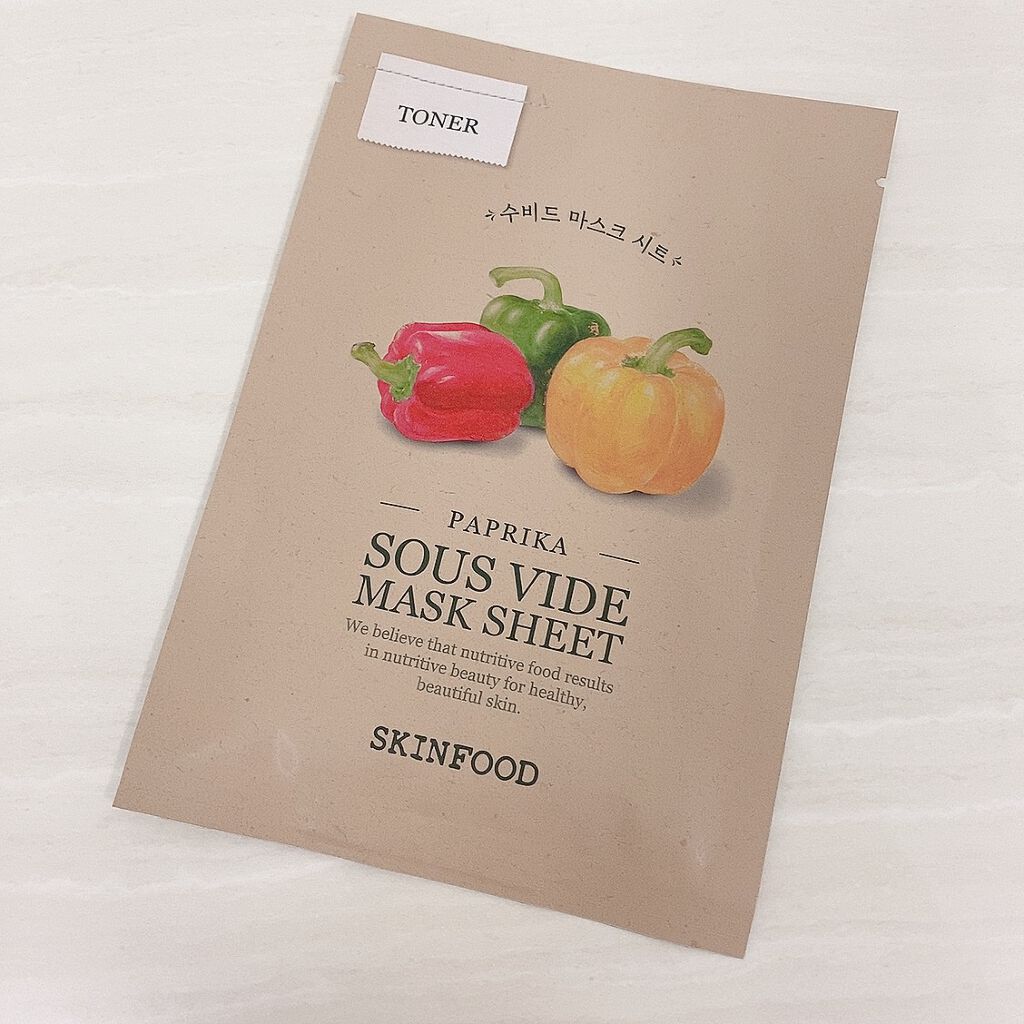 TONER
수비드 마스크 시트
PAPRIKA
SOUS VIDE
MASK SHEET
We believe that nutritive food results
in nutritive beauty for healthy,
beautiful skin.
SKINFOOD